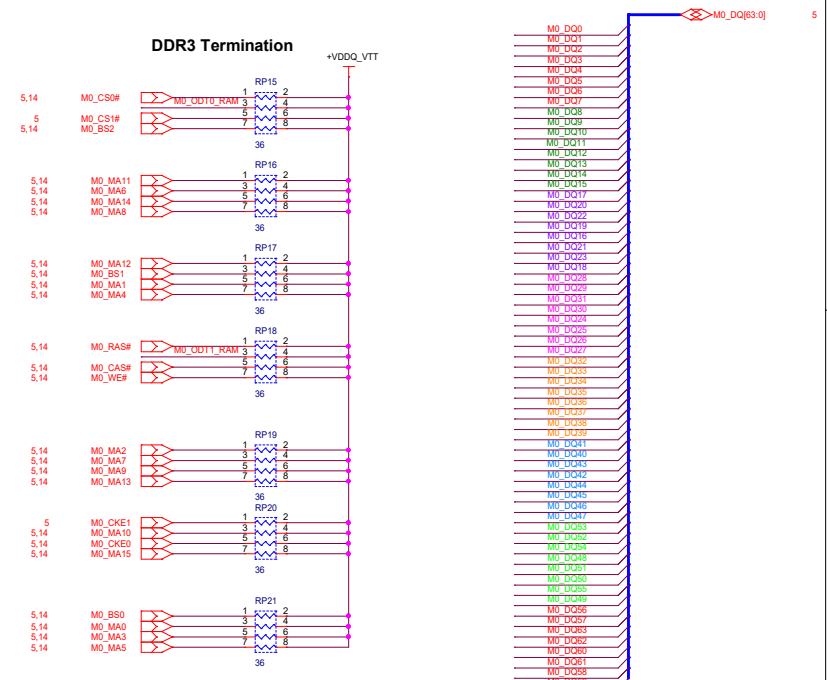 DDR3 Termination
+VDDQ_VTT
RP15
5,14 M0_CS0# 1 2
M0_ODT0_RAM 3 4
5 M0_CS1# 5 6
5,14 M0_BS2 7 8
36
RP16
5,14 M0_MA11 1 2
5,14 M0_MA6 3 4
5,14 M0_MA14 5 6
5,14 M0_MA8 7 8
36
RP17
5,14 M0_MA12 1 2
5,14 M0_BS1 3 4
5,14 M0_MA1 5 6
5,14 M0_MA4 7 8
36
RP18
5,14 M0_RAS# 1 2
M0_ODT1_RAM 3 4
5,14 M0_CAS# 5 6
5,14 M0_WE# 7 8
36
RP19
5,14 M0_MA2 1 2
5,14 M0_MA7 3 4
5,14 M0_MA9 5 6
5,14 M0_MA13 7 8
36
RP20
5 M0_CKE1 1 2
5,14 M0_MA10 3 4
5,14 M0_CKE0 5 6
5,14 M0_MA15 7 8
36
RP21
5,14 M0_BS0 1 2
5,14 M0_MA0 3 4
5,14 M0_MA3 5 6
5,14 M0_MA5 7 8
36
M0_DQ[63:0] 5
M0_DQ0
M0_DQ1
M0_DQ2
M0_DQ3
M0_DQ4
M0_DQ5
M0_DQ6
M0_DQ7
M0_DQ8
M0_DQ9
M0_DQ10
M0_DQ11
M0_DQ12
M0_DQ13
M0_DQ14
M0_DQ15
M0_DQ17
M0_DQ20
M0_DQ22
M0_DQ19
M0_DQ16
M0_DQ21
M0_DQ23
M0_DQ18
M0_DQ28
M0_DQ29
M0_DQ31
M0_DQ30
M0_DQ24
M0_DQ25
M0_DQ26
M0_DQ27
M0_DQ32
M0_DQ33
M0_DQ34
M0_DQ35
M0_DQ36
M0_DQ37
M0_DQ38
M0_DQ39
M0_DQ41
M0_DQ40
M0_DQ43
M0_DQ42
M0_DQ44
M0_DQ45
M0_DQ46
M0_DQ47
M0_DQ53
M0_DQ52
M0_DQ54
M0_DQ48
M0_DQ51
M0_DQ50
M0_DQ55
M0_DQ49
M0_DQ56
M0_DQ57
M0_DQ63
M0_DQ62
M0_DQ60
M0_DQ61
M0_DQ58